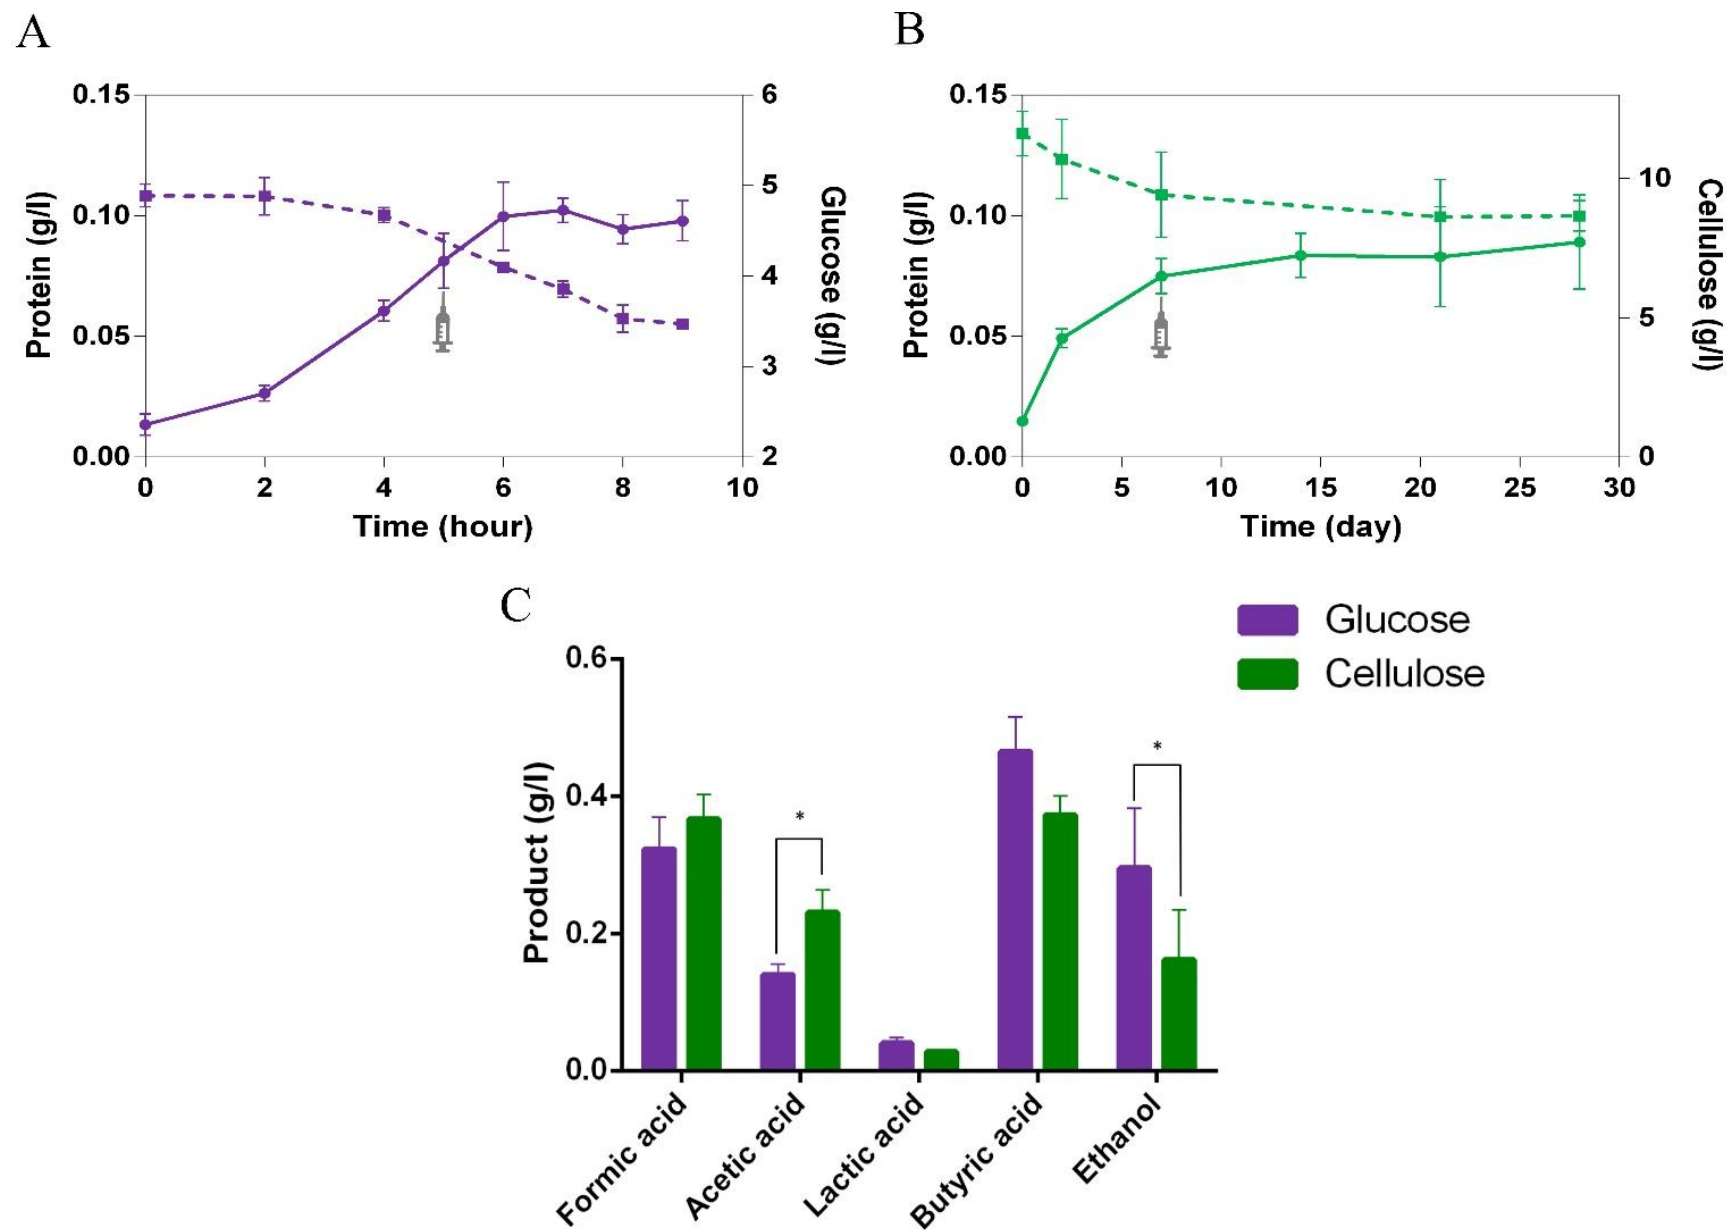 A
B
0.15
0.10
0.05
0.00
Protein (g/l)
6
5
4
3
2
Glucose (g/l)
0 2 4 6 8 10
Time (hour)
0.15
0.10
0.05
0.00
Protein (g/l)
10
5
0
Cellulose (g/l)
0 5 10 15 20 25 30
Time (day)
C
Glucose
Cellulose
0.6
0.4
0.2
0.0
Product (g/l)
*
*
Formic acid
Acetic acid
Lactic acid
Butyric acid
Ethanol